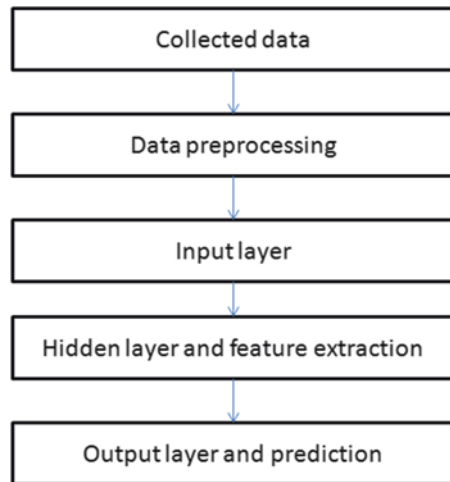 Collected data
Data preprocessing
Input layer
Hidden layer and feature extraction
Output layer and prediction